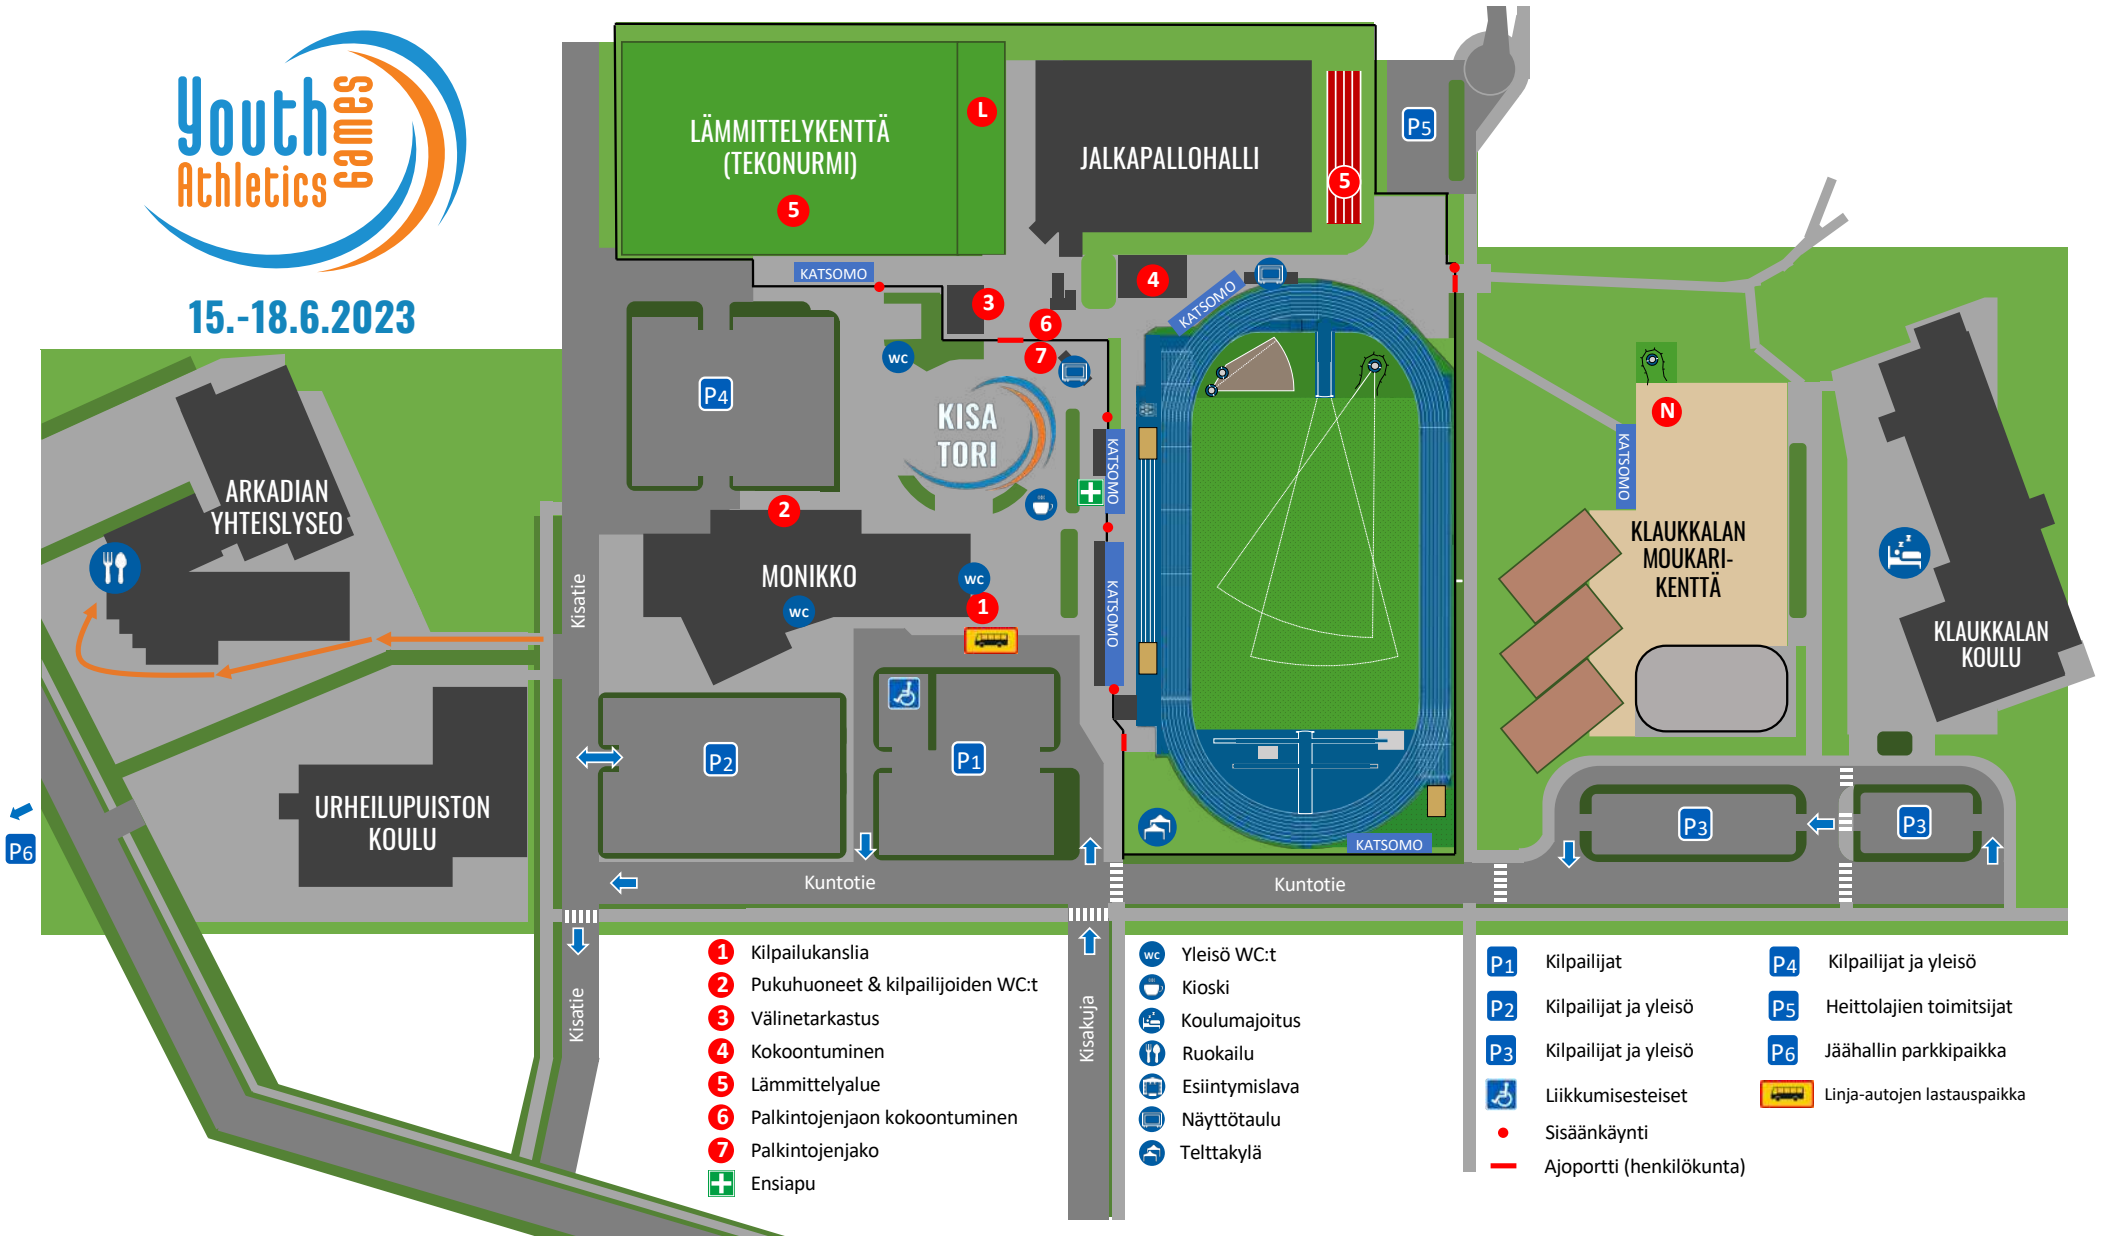 Youth
Athletics
Games
15.-18.6.2023
LÄMMITTELYKENTTÄ
(TEKONURMI)
L
5
JALKAPALLOHALLI
5
P5
KATSOMO
3
4
KATSOMO
6
7
WC
P4
KISA
TORI
KATSOMO
2
MONIKKO
WC
WC
1
KATSOMO
ARKADIAN
YHTEISLYSEO
Kisatie
N
KATSOMO
KLAUKKALAN
MOUKARI-
KENTTÄ
KLAUKKALAN
KOULU
URHEILUPUISTON
KOULU
P6
P2
P1
P3
P3
KATSOMO
Kuntotie
Kuntotie
Kisatie
Kisakuja
1 Kilpailukanslia
2 Pukuhuoneet & kilpailijoiden WC:t
3 Välinetarkastus
4 Kokoontuminen
5 Lämmittelyalue
6 Palkintojenjaon kokoontuminen
7 Palkintojenjako
Ensiapu
WC Yleisö WC:t
Kioski
Koulumajoitus
Ruokailu
Esiintymislava
Näyttötaulu
Telttakylä
P1 Kilpailijat
P2 Kilpailijat ja yleisö
P3 Kilpailijat ja yleisö
Liikkumisesteiset
Sisäänkäynti
Ajoportti (henkilökunta)
P4 Kilpailijat ja yleisö
P5 Heittolajien toimitsijat
P6 Jäähallin parkkipaikka
Linja-autojen lastauspaikka